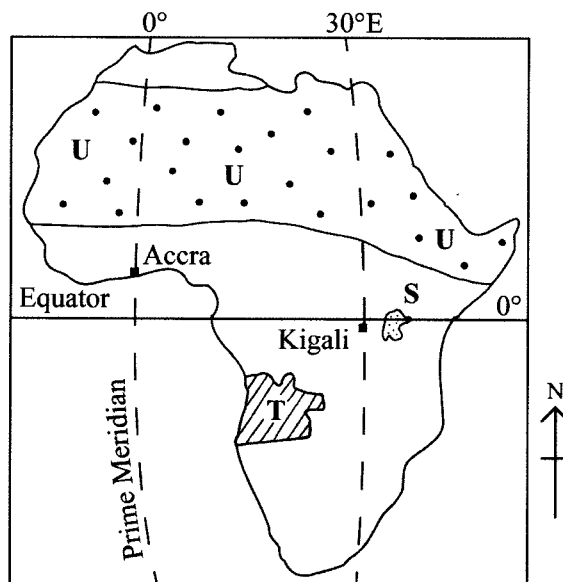 0°
30°E
U
U
U
Accra
Equator
S
0°
Kigali
T
N
Prime Meridian